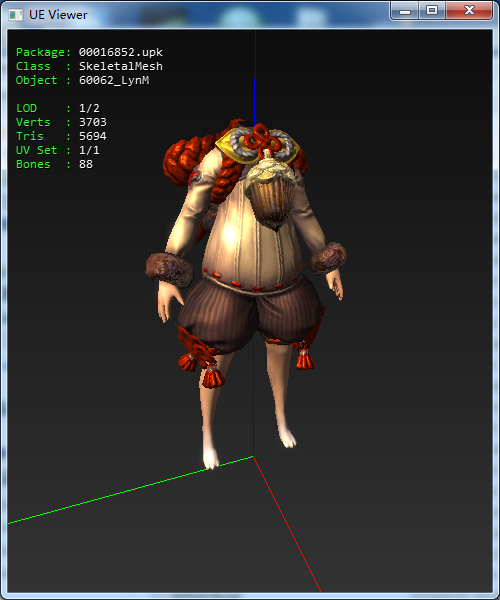 UE Viewer
Package: 00016852.upk
Class : SkeletalMesh
Object : 60062_LynM
LOD : 1/2
Verts : 3703
Tris : 5694
UV Set : 1/1
Bones : 88